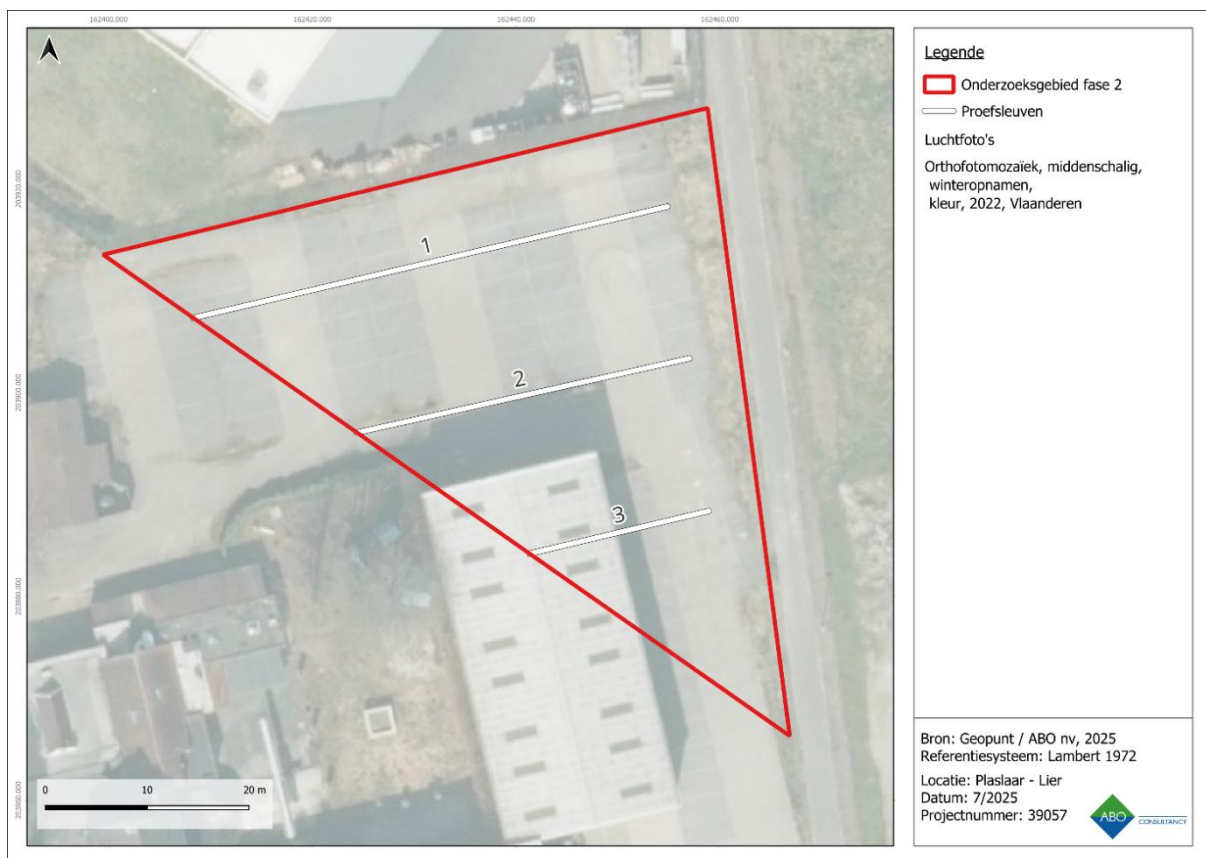 162400.000
162420.000
162440.000
162460.000
203920.000
203900.000
203880.000
203860.000
1
2
3
0 10 20 m
Legende
Onderzoeksgebied fase 2
Proefsleuven
Luchtfoto's
Orthofotomozaïek, middenschalig,
winteropnamen,
kleur, 2022, Vlaanderen
Bron: Geopunt / ABO nv, 2025
Referentiesysteem: Lambert 1972
Locatie: Plaslaar - Lier
Datum: 7/2025
Projectnummer: 39057
ABO
CONSULTANCY